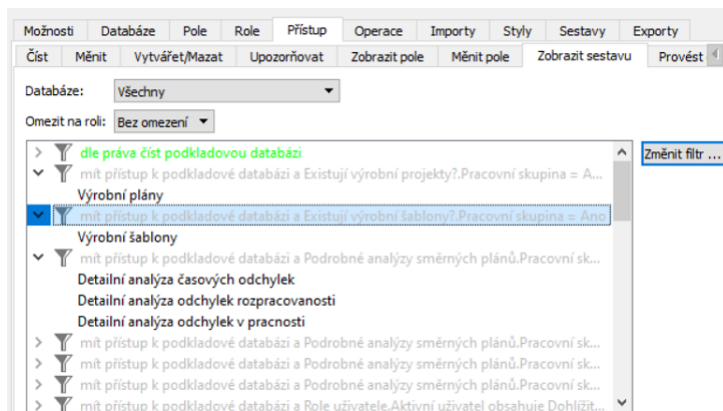 Možnosti Databáze Pole Role Přístup Operace Importy Styly Sestavy Exporty
Číst Měnit Vytvářet/Mazat Upozorňovat Zobrazit pole Měnit pole Zobrazit sestavu Provést
Databáze: Všechny
Omezit na roli: Bez omezení
dle práva číst podkladovou databázi
Změnit filtr ...
mít přístup k podkladové databázi a Existují výrobní projekty?.Pracovní skupina = A...
Výrobní plány
mít přístup k podkladové databázi a Existují výrobní šablony?.Pracovní skupina = Ano
Výrobní šablony
mít přístup k podkladové databázi a Podrobné analýzy směrných plánů.Pracovní sk...
Detailní analýza časových odchylek
Detailní analýza odchylek rozpracovanosti
Detailní analýza odchylek v pracnosti
mít přístup k podkladové databázi a Podrobné analýzy směrných plánů.Pracovní sk...
mít přístup k podkladové databázi a Podrobné analýzy směrných plánů.Pracovní sk...
mít přístup k podkladové databázi a Podrobné analýzy směrných plánů.Pracovní sk...
mít přístup k podkladové databázi a Role uživatele.Aktivní uživatel obsahuje Dohlížit...